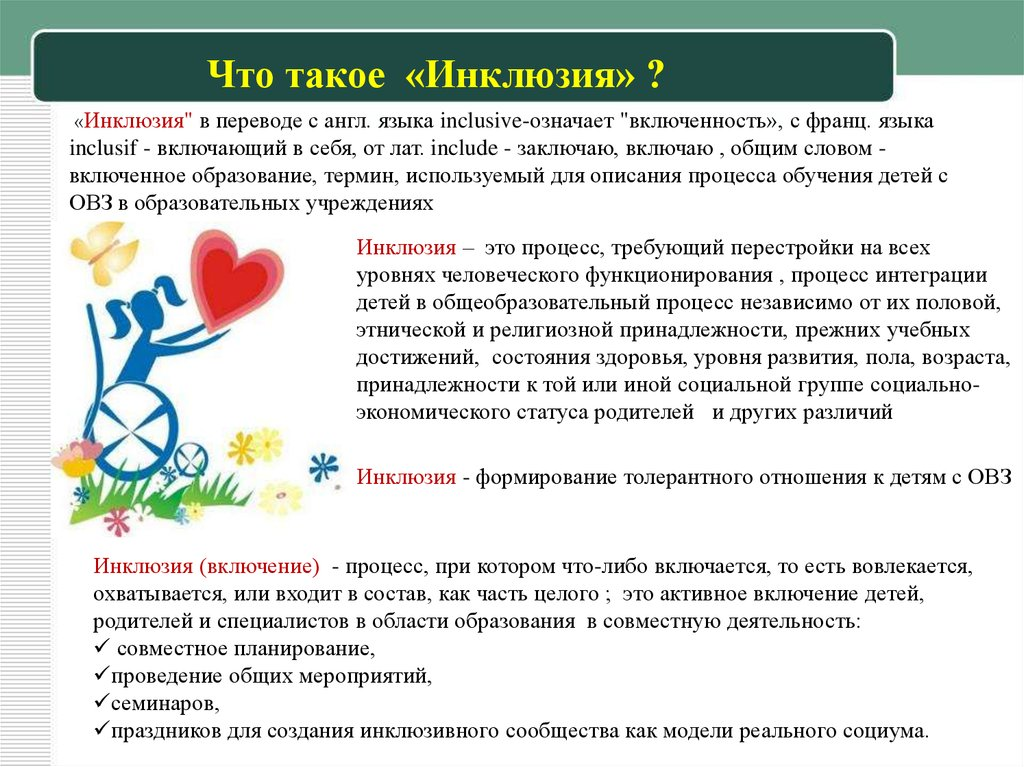 Что такое «Инклюзия» ?
«Инклюзия" в переводе с англ. языка inclusive-означает "включенность», с франц. языка
inclusif - включающий в себя, от лат. include - заключаю, включаю , общим словом -
включенное образование, термин, используемый для описания процесса обучения детей с
ОВЗ в образовательных учреждениях
Инклюзия – это процесс, требующий перестройки на всех
уровнях человеческого функционирования , процесс интеграции
детей в общеобразовательный процесс независимо от их половой,
этнической и религиозной принадлежности, прежних учебных
достижений, состояния здоровья, уровня развития, пола, возраста,
принадлежности к той или иной социальной группе социально-
экономического статуса родителей и других различий
Инклюзия - формирование толерантного отношения к детям с ОВЗ
Инклюзия (включение) - процесс, при котором что-либо включается, то есть вовлекается,
охватывается, или входит в состав, как часть целого ; это активное включение детей,
родителей и специалистов в области образования в совместную деятельность:
✓ совместное планирование,
✓проведение общих мероприятий,
✓семинаров,
✓праздников для создания инклюзивного сообщества как модели реального социума.